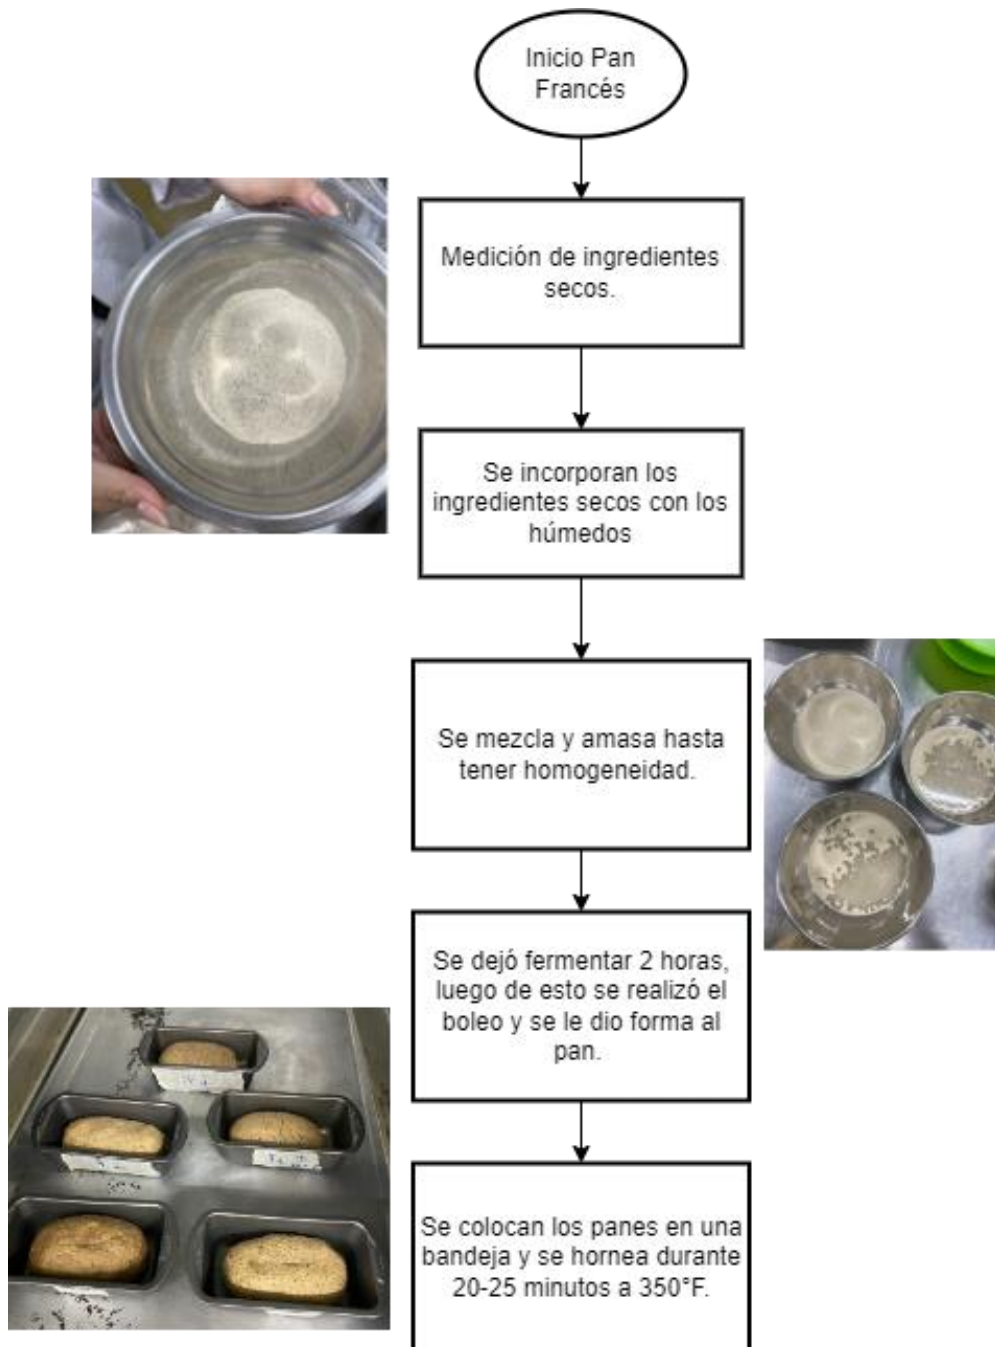 Inicio Pan
Francés
Medición de ingredientes
secos.
Se incorporan los
ingredientes secos con los
húmedos
Se mezcla y amasa hasta
tener homogeneidad.
Se dejó fermentar 2 horas,
luego de esto se realizó el
boleo y se le dio forma al
pan.
Se colocan los panes en una
bandeja y se hornea durante
20-25 minutos a 350°F.